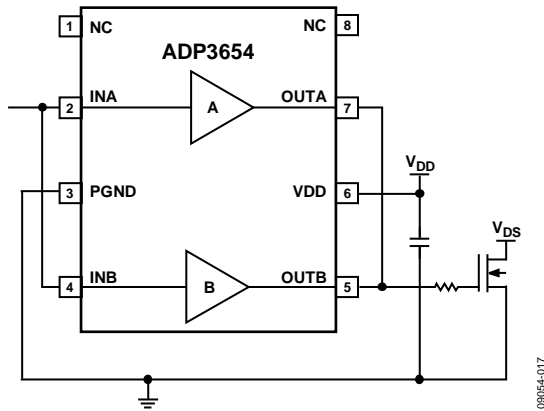 1 NC NC 8
ADP3654
2 INA A OUTA 7
3 PGND VDD 6
V_DD
V_DS
4 INB B OUTB 5
09054-017